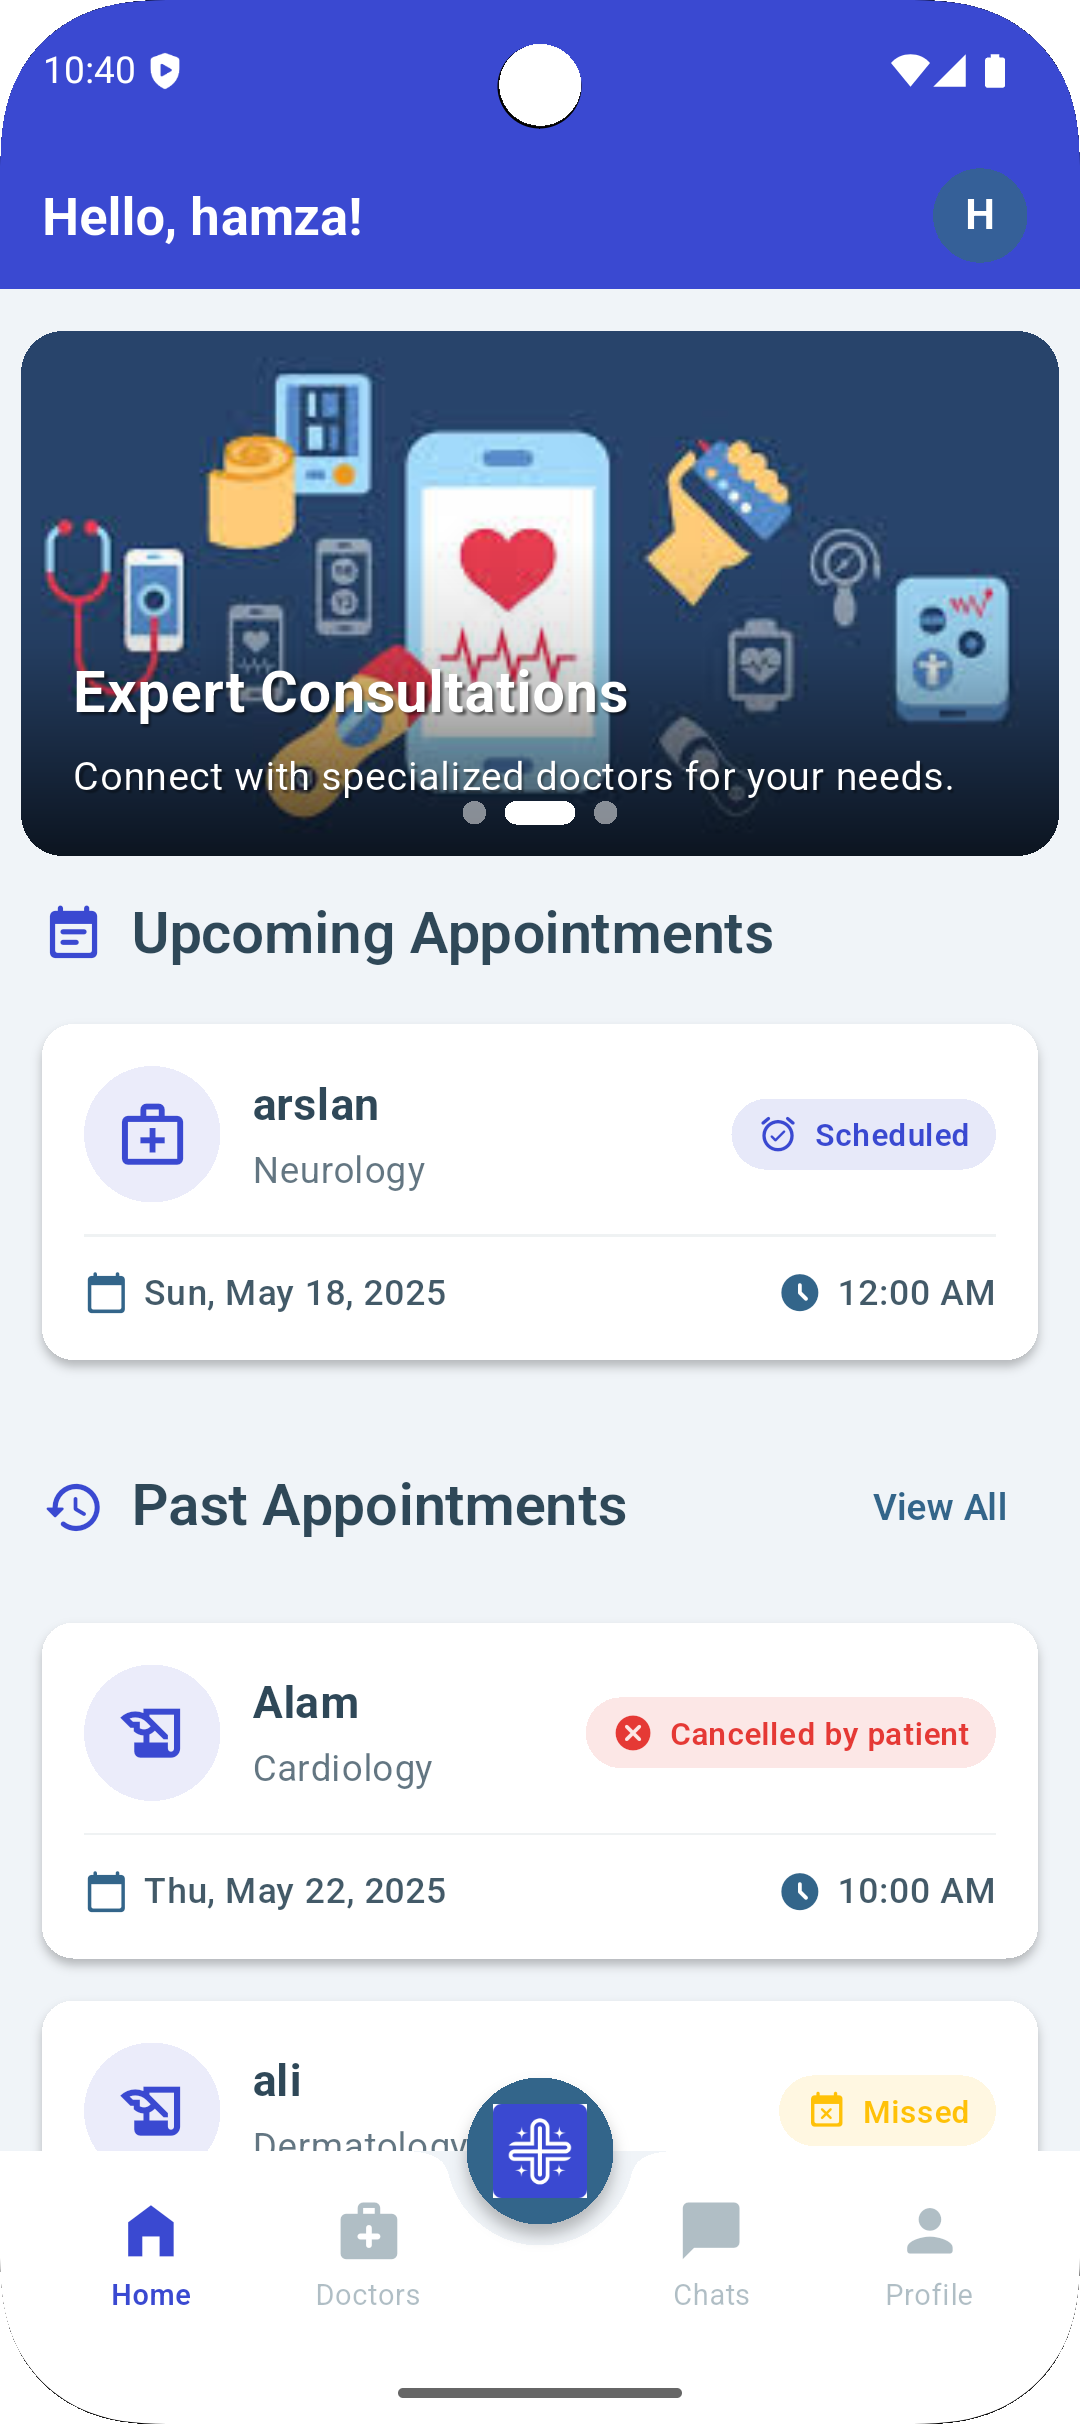 10:40
Hello, hamza!
H
Expert Consultations
Connect with specialized doctors for your needs.
Upcoming Appointments
arslan
Neurology
Scheduled
Sun, May 18, 2025
12:00 AM
Past Appointments
View All
Alam
Cardiology
Cancelled by patient
Thu, May 22, 2025
10:00 AM
ali
Dermatology
Missed
Home
Doctors
Chats
Profile